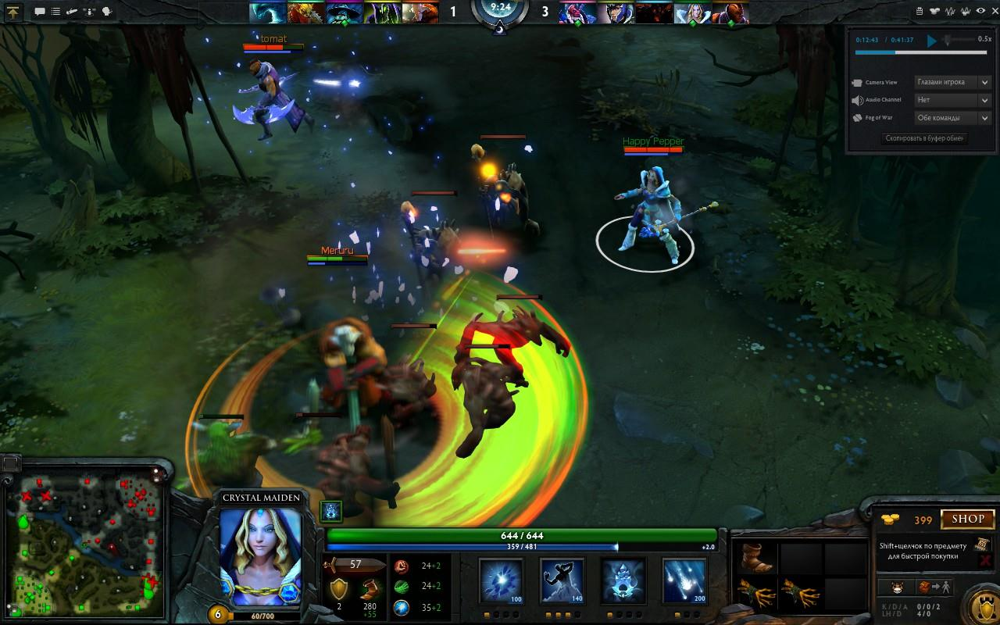 1
9:24
3
tomat
0:12:43 / 0:41:37
0.5x
Camera View
Глазами игрока
Audio Channel
Нет
Fog of War
Обе команды
Скопировать в буфер обме
Happy Pepper
Meruru
CRYSTAL MAIDEN
644 / 644
359 / 481
+2.0
399
SHOP
Shift+щелчок по предмету
для быстрой покупки
57
24+2
24+2
35+2
2
280
+55
100
140
200
6
60/700
K/D/A 0/0/2
LH/D 4/0